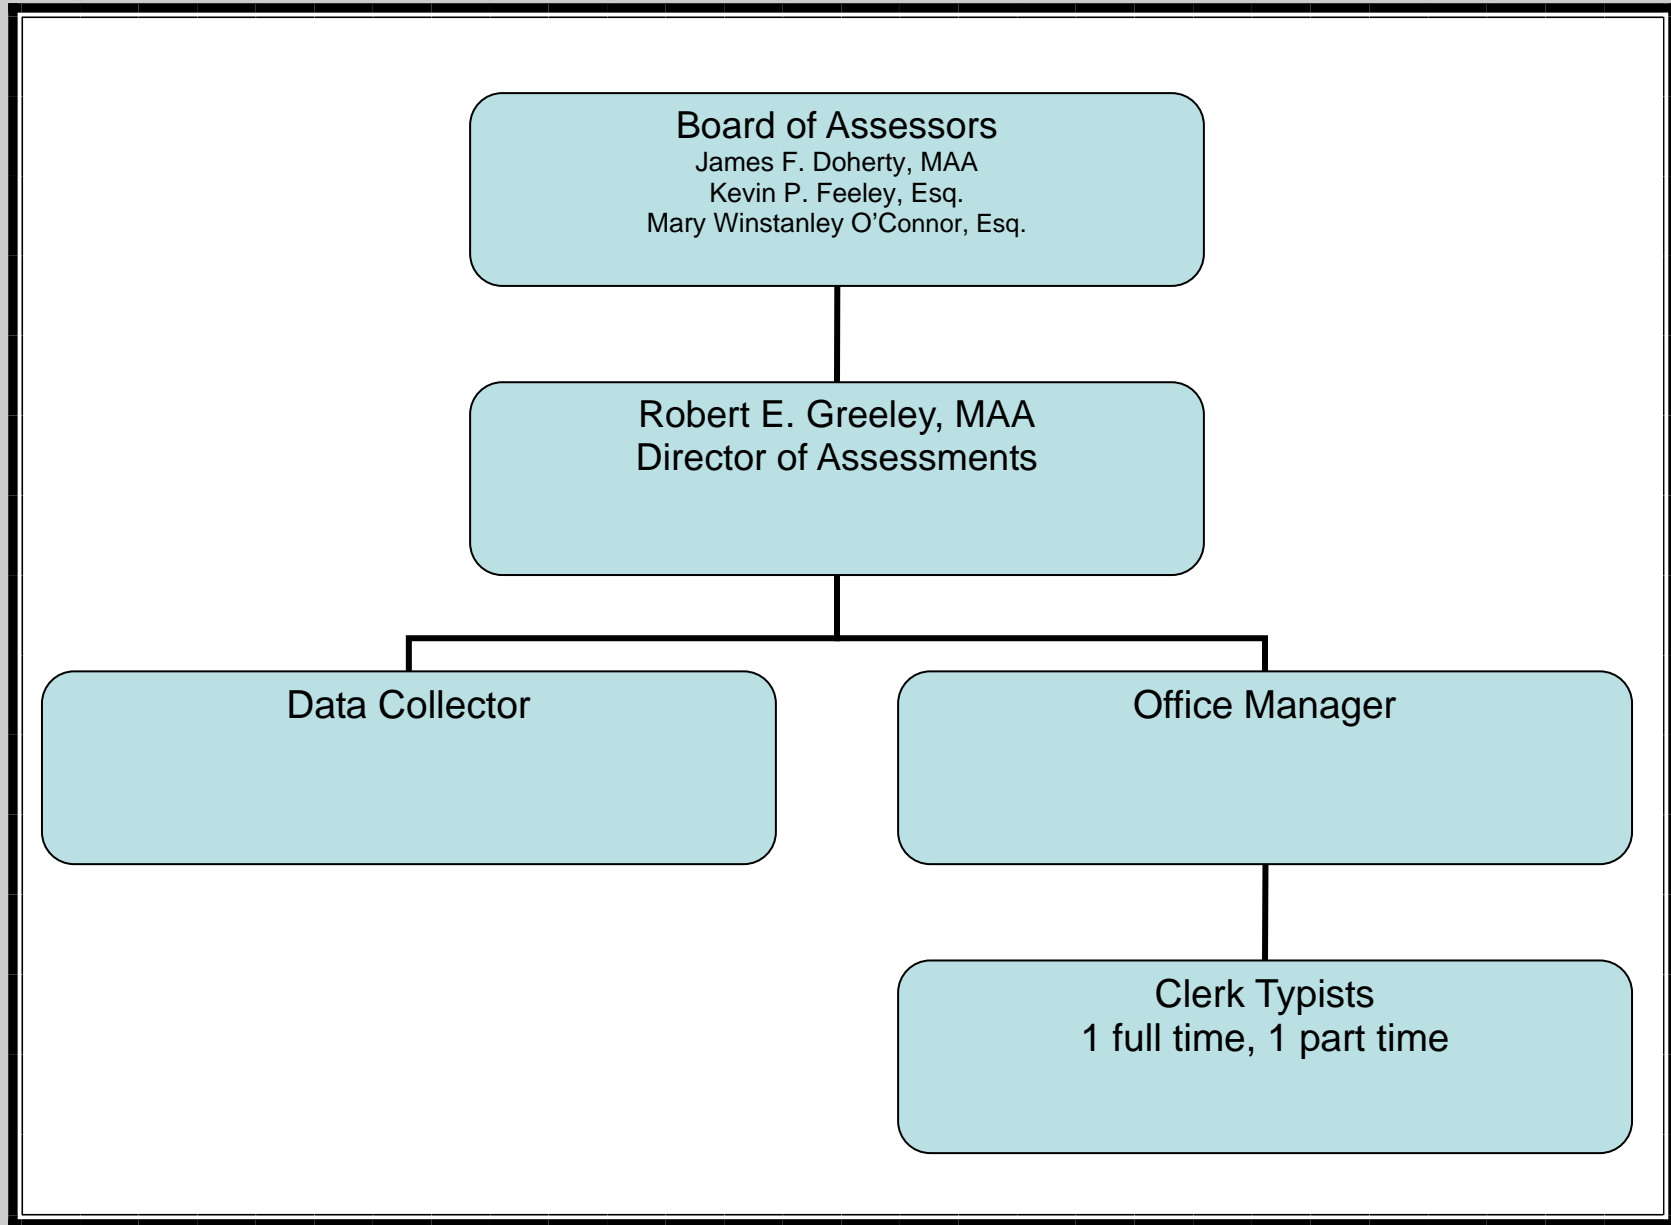 Board of Assessors
James F. Doherty, MAA
Kevin P. Feeley, Esq.
Mary Winstanley O’Connor, Esq.
Robert E. Greeley, MAA
Director of Assessments
Data Collector
Office Manager
Clerk Typists
1 full time, 1 part time